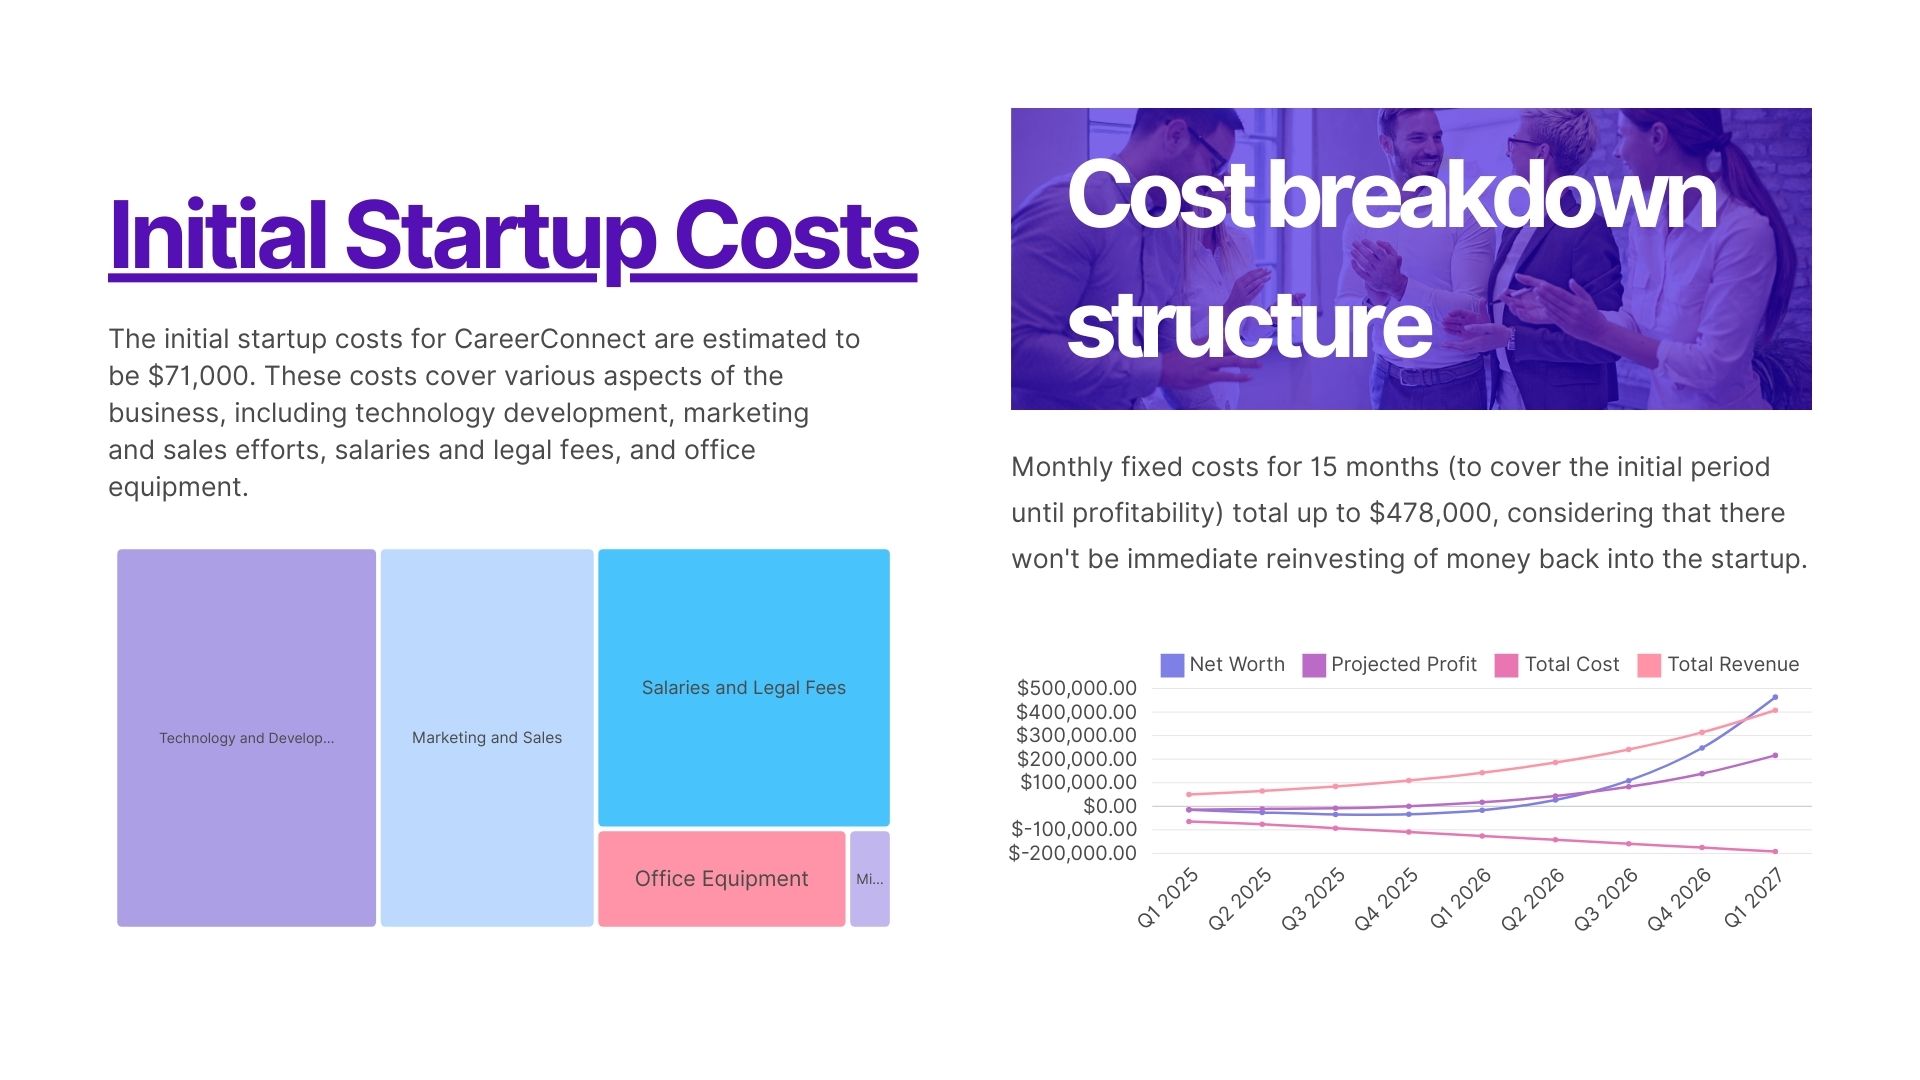 Initial Startup Costs
The initial startup costs for CareerConnect are estimated to
be $71,000. These costs cover various aspects of the
business, including technology development, marketing
and sales efforts, salaries and legal fees, and office
equipment.
Technology and Develop...
Marketing and Sales
Salaries and Legal Fees
Office Equipment
Mi...
Cost breakdown
structure
Monthly fixed costs for 15 months (to cover the initial period
until profitability) total up to $478,000, considering that there
won't be immediate reinvesting of money back into the startup.
Net Worth Projected Profit Total Cost Total Revenue
$500,000.00
$400,000.00
$300,000.00
$200,000.00
$100,000.00
$0.00
$-100,000.00
$-200,000.00
Q1 2025 Q2 2025 Q3 2025 Q4 2025 Q1 2026 Q2 2026 Q3 2026 Q4 2026 Q1 2027